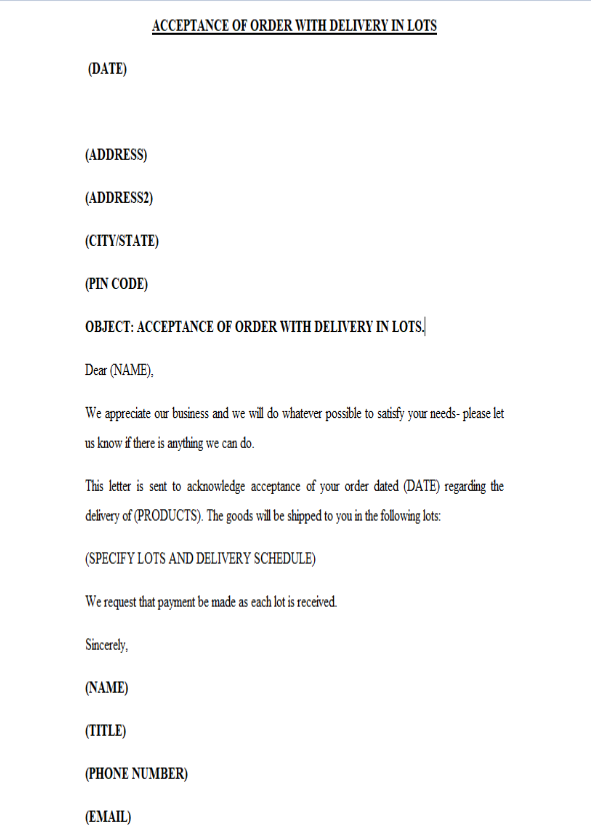 ACCEPTANCE OF ORDER WITH DELIVERY IN LOTS
(DATE)
(ADDRESS)
(ADDRESS2)
(CITY/STATE)
(PIN CODE)
OBJECT: ACCEPTANCE OF ORDER WITH DELIVERY IN LOTS.
Dear (NAME),
We appreciate our business and we will do whatever possible to satisfy your needs- please let
us know if there is anything we can do.
This letter is sent to acknowledge acceptance of your order dated (DATE) regarding the
delivery of (PRODUCTS). The goods will be shipped to you in the following lots:
(SPECIFY LOTS AND DELIVERY SCHEDULE)
We request that payment be made as each lot is received.
Sincerely,
(NAME)
(TITLE)
(PHONE NUMBER)
(EMAIL)